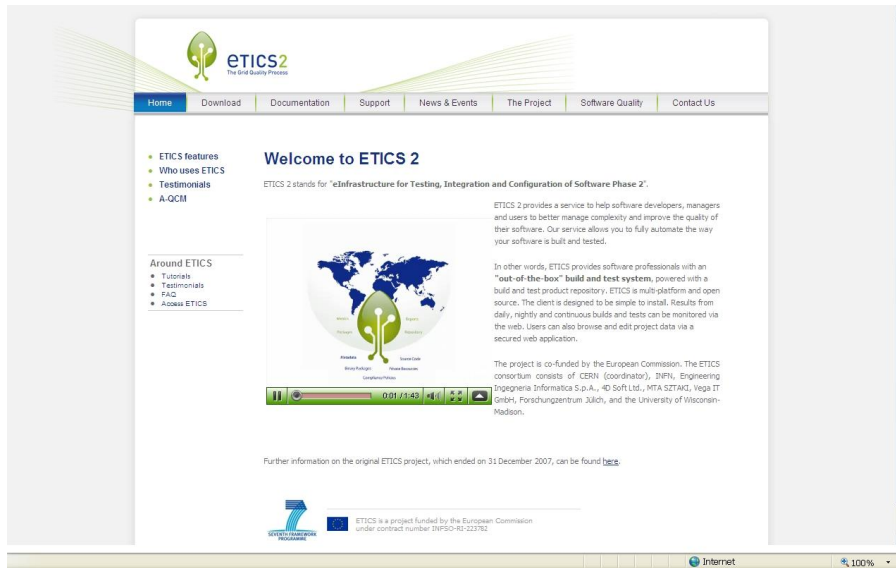 eTICS2
The Grid Quality Process
Home Download Documentation Support News & Events The Project Software Quality Contact Us
ETICS features
Who uses ETICS
Testimonials
A-QCM
Around ETICS
Tutorials
Testimonials
FAQ
Access ETICS
Welcome to ETICS 2
ETICS 2 stands for "eInfrastructure for Testing, Integration and Configuration of Software Phase 2".
ETICS 2 provides a service to help software developers, managers
and users to better manage complexity and improve the quality of
their software. Our service allows you to fully automate the way
your software is built and tested.
In other words, ETICS provides software professionals with an
"out-of-the-box" build and test system, powered with a
build and test product repository. ETICS is multi-platform and open
source. The client is designed to be simple to install. Results from
daily, nightly and continuous builds and tests can be monitored via
the web. Users can also browse and edit project data via a
secured web application.
The project is co-funded by the European Commission. The ETICS
consortium consists of CERN (coordinator), INFN, Engineering
Ingegneria Informatica S.p.A., 4D Soft Ltd., MTA SZTAKI, Vega IT
GmbH, Forschungzentrum Jülich, and the University of Wisconsin-
Madison.
Metadata Source Code
Binary Packages Private Resources
Compliance Policies
0:01 / 1:43
Further information on the original ETICS project, which ended on 31 December 2007, can be found here.
SEVENTH FRAMEWORK
PROGRAMME
ETICS is a project funded by the European Commission
under contract number INFSO-RI-223782
Internet 100%